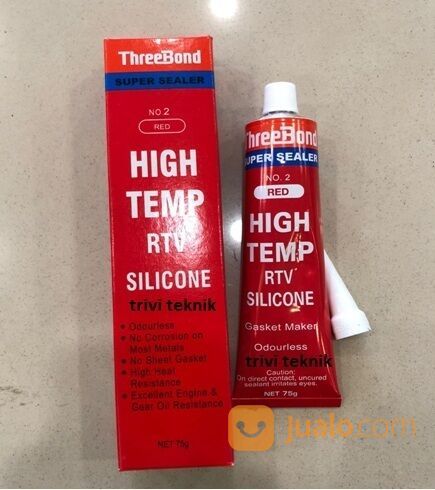 ThreeBond
SUPER SEALER
NO.2
RED
HIGH
TEMP
RTV
SILICONE
trivi teknik
Odourless
No Corrosion on
Most Metals
No Sheet Gasket
High Heat
Resistance
Excellent Engine &
Gear Oil Resistance
NET 75g
ThreeBond
SUPER SEALER
NO. 2
RED
HIGH
TEMP
RTV
SILICONE
Gasket Maker
Odourless
trivi teknik
Caution:
On direct contact, uncured
sealant irritates eyes.
NET 75g
jualo.com